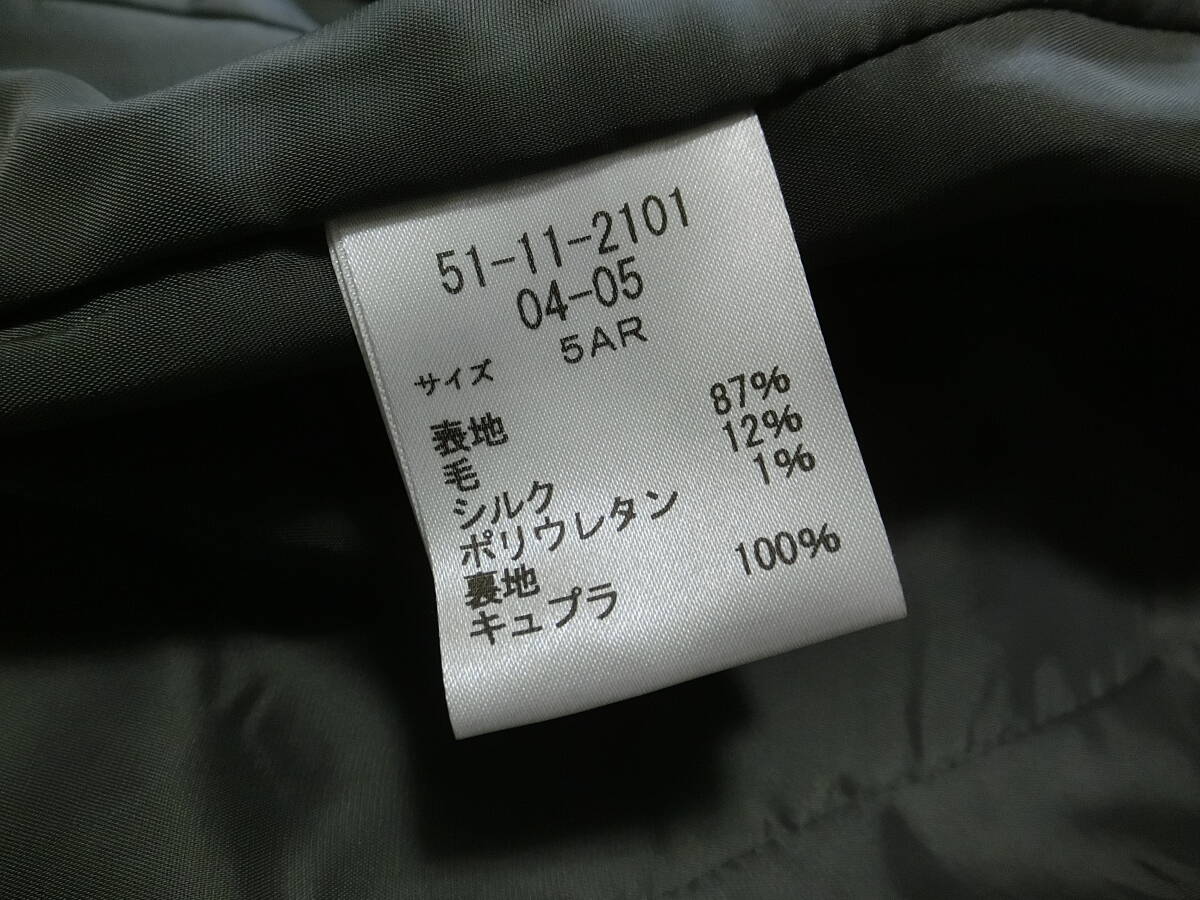 51-11-2101
04-05
サイズ 5AR
表地
毛 87%
シルク 12%
ポリウレタン 1%
裏地
キュプラ 100%